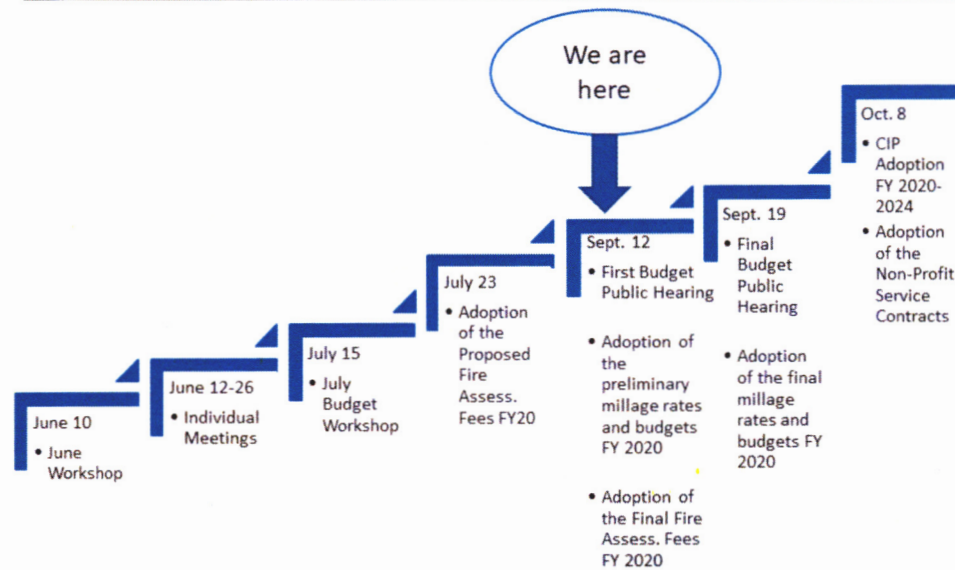 We are
here
June 10
• June
Workshop
June 12-26
• Individual
Meetings
July 15
• July
Budget
Workshop
July 23
• Adoption
of the
Proposed
Fire
Assess.
Fees FY20
Sept. 12
• First Budget
Public Hearing
• Adoption of
the
preliminary
millage rates
and budgets
FY 2020
• Adoption of
the Final Fire
Assess. Fees
FY 2020
Sept. 19
• Final
Budget
Public
Hearing
• Adoption
of the final
millage
rates and
budgets FY
2020
Oct. 8
• CIP
Adoption
FY 2020-
2024
• Adoption
of the
Non-Profit
Service
Contracts